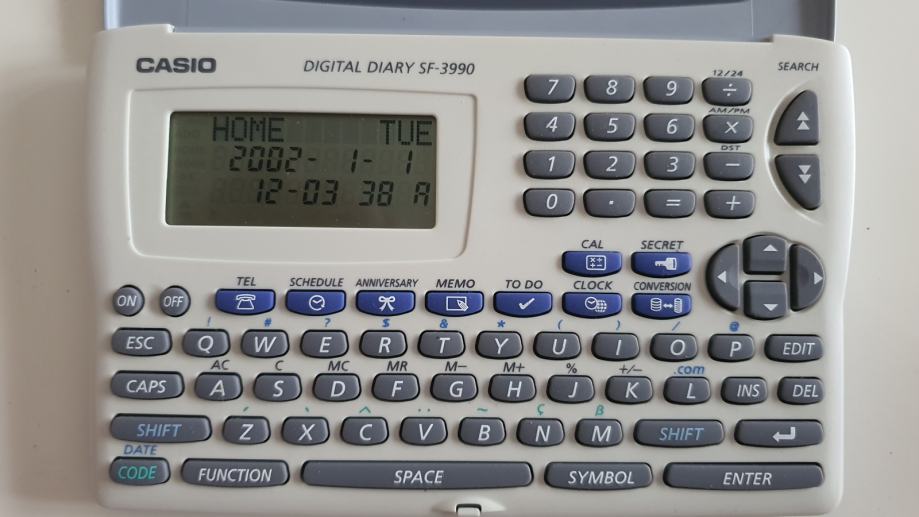 CASIO DIGITAL DIARY SF-3990
HOME TUE
2002- 1- 1
12-03 38 A
12/24 SEARCH
7 8 9 ÷
AM/PM
4 5 6 ×
DST
1 2 3 −
0 . = +
CAL SECRET
TEL SCHEDULE ANNIVERSARY MEMO TO DO CLOCK CONVERSION
ON OFF
! # ? $ & * ( ) / @
ESC Q W E R T Y U I O P EDIT
AC C MC MR M− M+ % +/− .com
CAPS A S D F G H J K L INS DEL
´ ` ^ ¨ ~ ç ß
SHIFT Z X C V B N M SHIFT
DATE
CODE FUNCTION SPACE SYMBOL ENTER